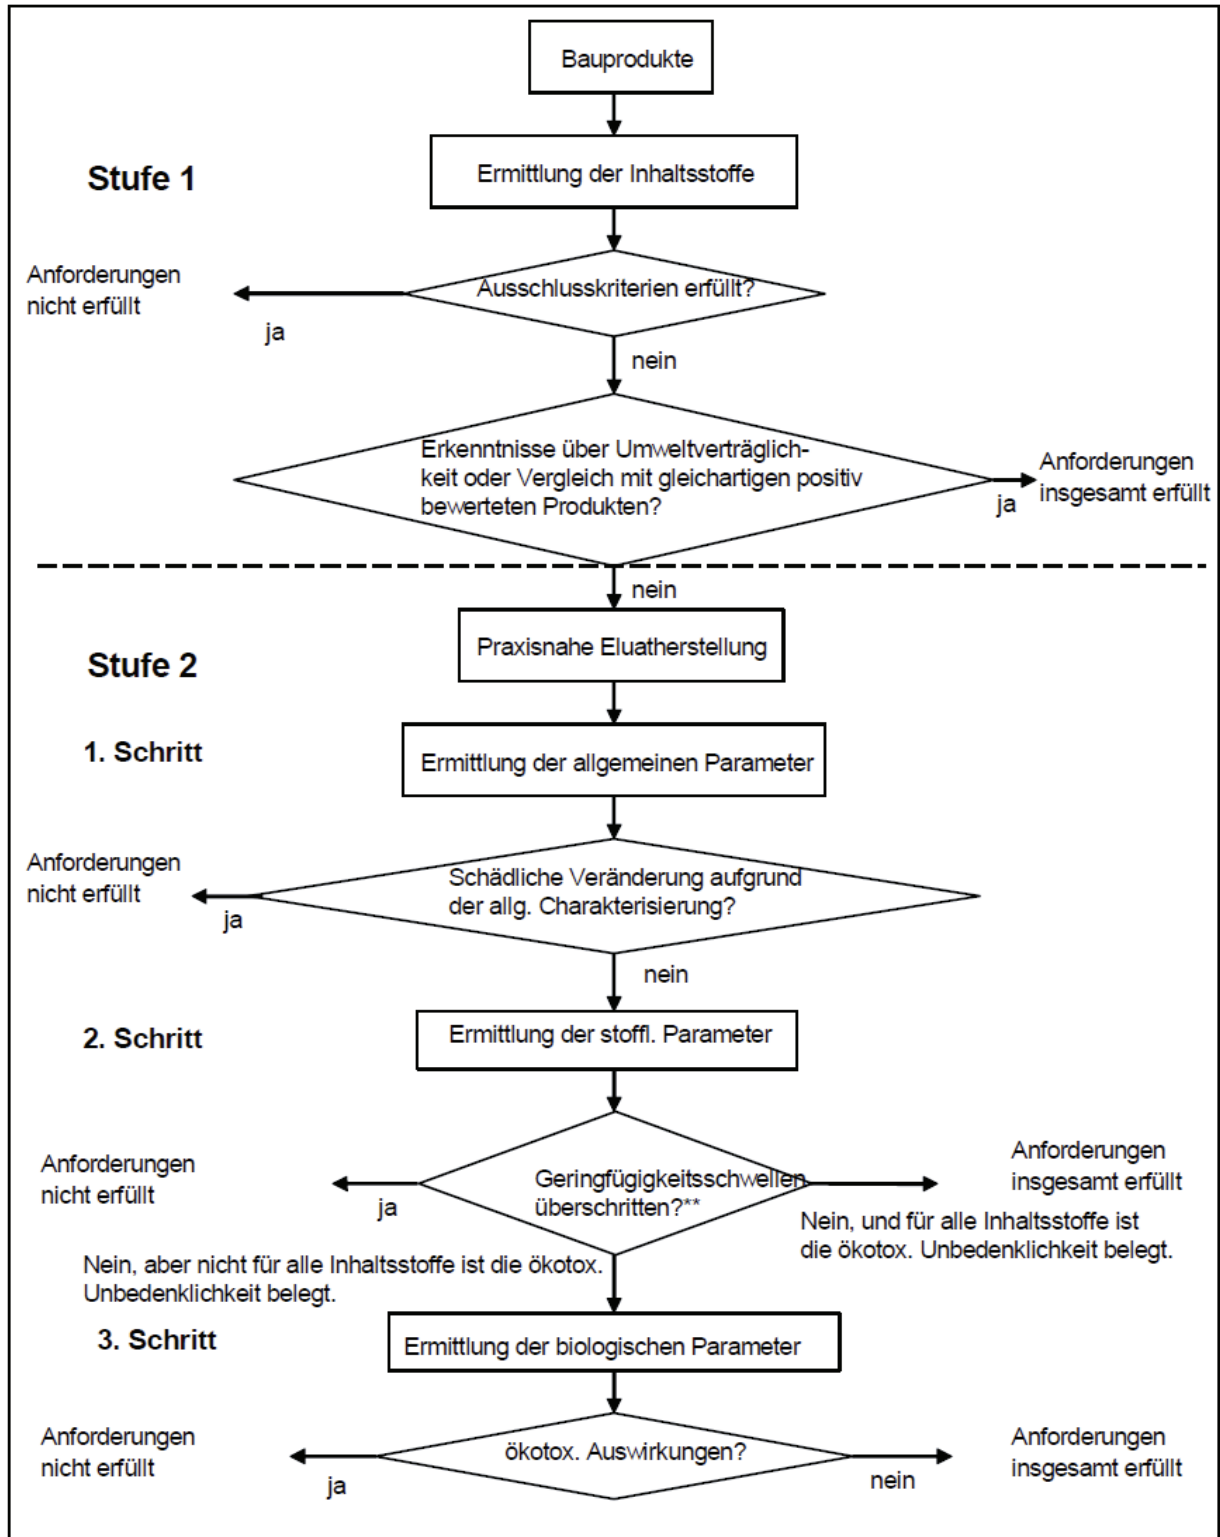 Bauprodukte
Stufe 1
Ermittlung der Inhaltsstoffe
Anforderungen
nicht erfüllt
Ausschlusskriterien erfüllt?
ja
nein
Erkenntnisse über Umweltverträglich-
keit oder Vergleich mit gleichartigen positiv
bewerteten Produkten?
Anforderungen
insgesamt erfüllt
ja
nein
Stufe 2
Praxisnahe Eluatherstellung
1. Schritt
Ermittlung der allgemeinen Parameter
Anforderungen
nicht erfüllt
Schädliche Veränderung aufgrund
der allg. Charakterisierung?
ja
nein
2. Schritt
Ermittlung der stoffl. Parameter
Anforderungen
nicht erfüllt
Geringfügigkeitsschwellen
überschritten?**
Anforderungen
insgesamt erfüllt
ja
Nein, und für alle Inhaltsstoffe ist
die ökotox. Unbedenklichkeit belegt.
Nein, aber nicht für alle Inhaltsstoffe ist die ökotox.
Unbedenklichkeit belegt.
3. Schritt
Ermittlung der biologischen Parameter
Anforderungen
nicht erfüllt
ökotox. Auswirkungen?
Anforderungen
insgesamt erfüllt
ja
nein